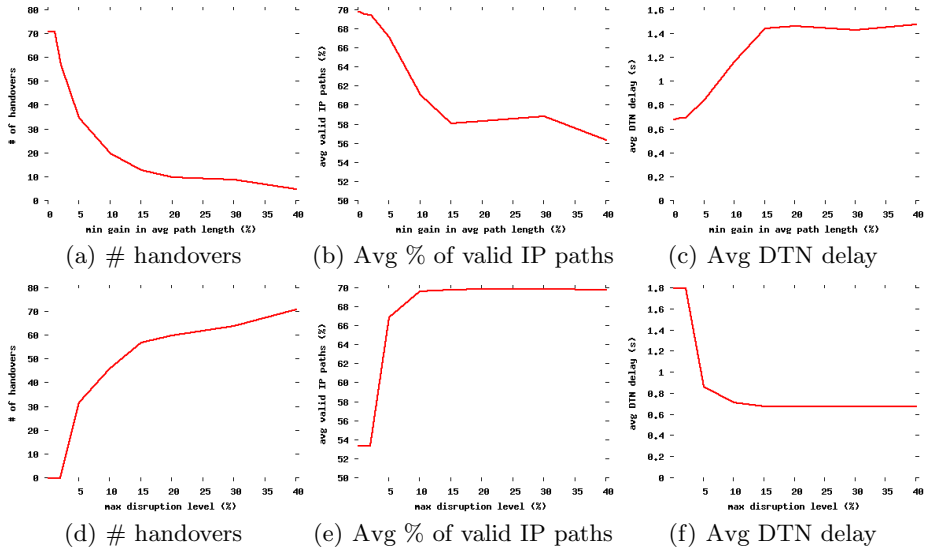 80
70
60
50
40
30
20
10
0
# of handovers
0 5 10 15 20 25 30 35 40
min gain in avg path length (%)
(a) # handovers
70
68
66
64
62
60
58
56
54
52
50
avg valid IP paths (%)
0 5 10 15 20 25 30 35 40
min gain in avg path length (%)
(b) Avg % of valid IP paths
1.6
1.4
1.2
1
0.8
0.6
0.4
0.2
0
avg DTN delay (s)
0 5 10 15 20 25 30 35 40
min gain in avg path length (%)
(c) Avg DTN delay
80
70
60
50
40
30
20
10
0
# of handovers
5 10 15 20 25 30 35 40
max disruption level (%)
(d) # handovers
70
68
66
64
62
60
58
56
54
52
50
avg valid IP paths (%)
5 10 15 20 25 30 35 40
max disruption level (%)
(e) Avg % of valid IP paths
1.8
1.6
1.4
1.2
1
0.8
0.6
0.4
0.2
0
avg DTN delay (s)
5 10 15 20 25 30 35 40
max disruption level (%)
(f) Avg DTN delay